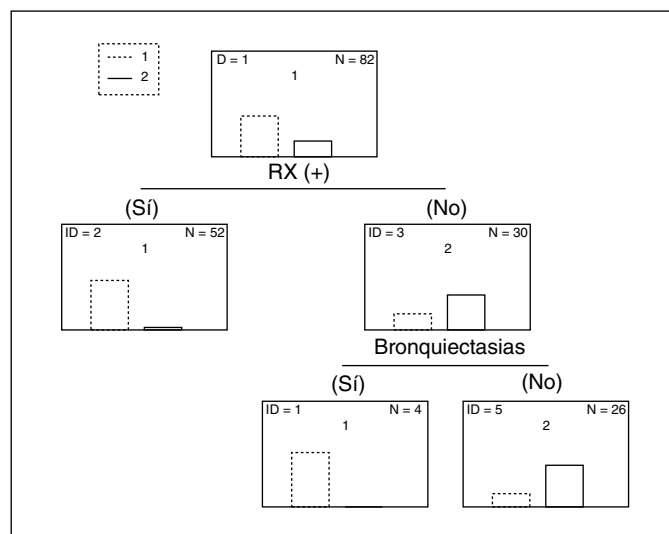 1
2
D = 1 N = 82
1
RX (+)
(Sí) (No)
ID = 2 N = 52
1
ID = 3 N = 30
2
Bronquiectasias
(Sí) (No)
ID = 1 N = 4
1
ID = 5 N = 26
2